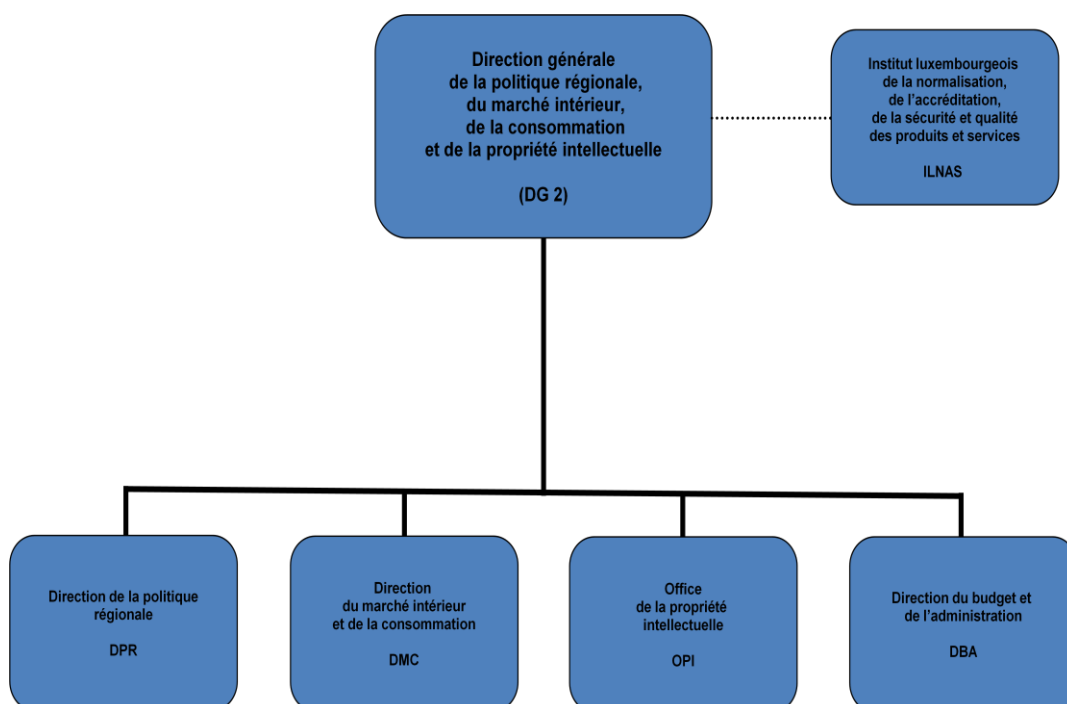 Direction générale
de la politique régionale,
du marché intérieur,
de la consommation
et de la propriété intellectuelle
(DG 2)
Institut luxembourgeois
de la normalisation,
de l'accréditation,
de la sécurité et qualité
des produits et services
ILNAS
Direction de la politique
régionale
DPR
Direction
du marché intérieur
et de la consommation
DMC
Office
de la propriété
intellectuelle
OPI
Direction du budget et
de l'administration
DBA